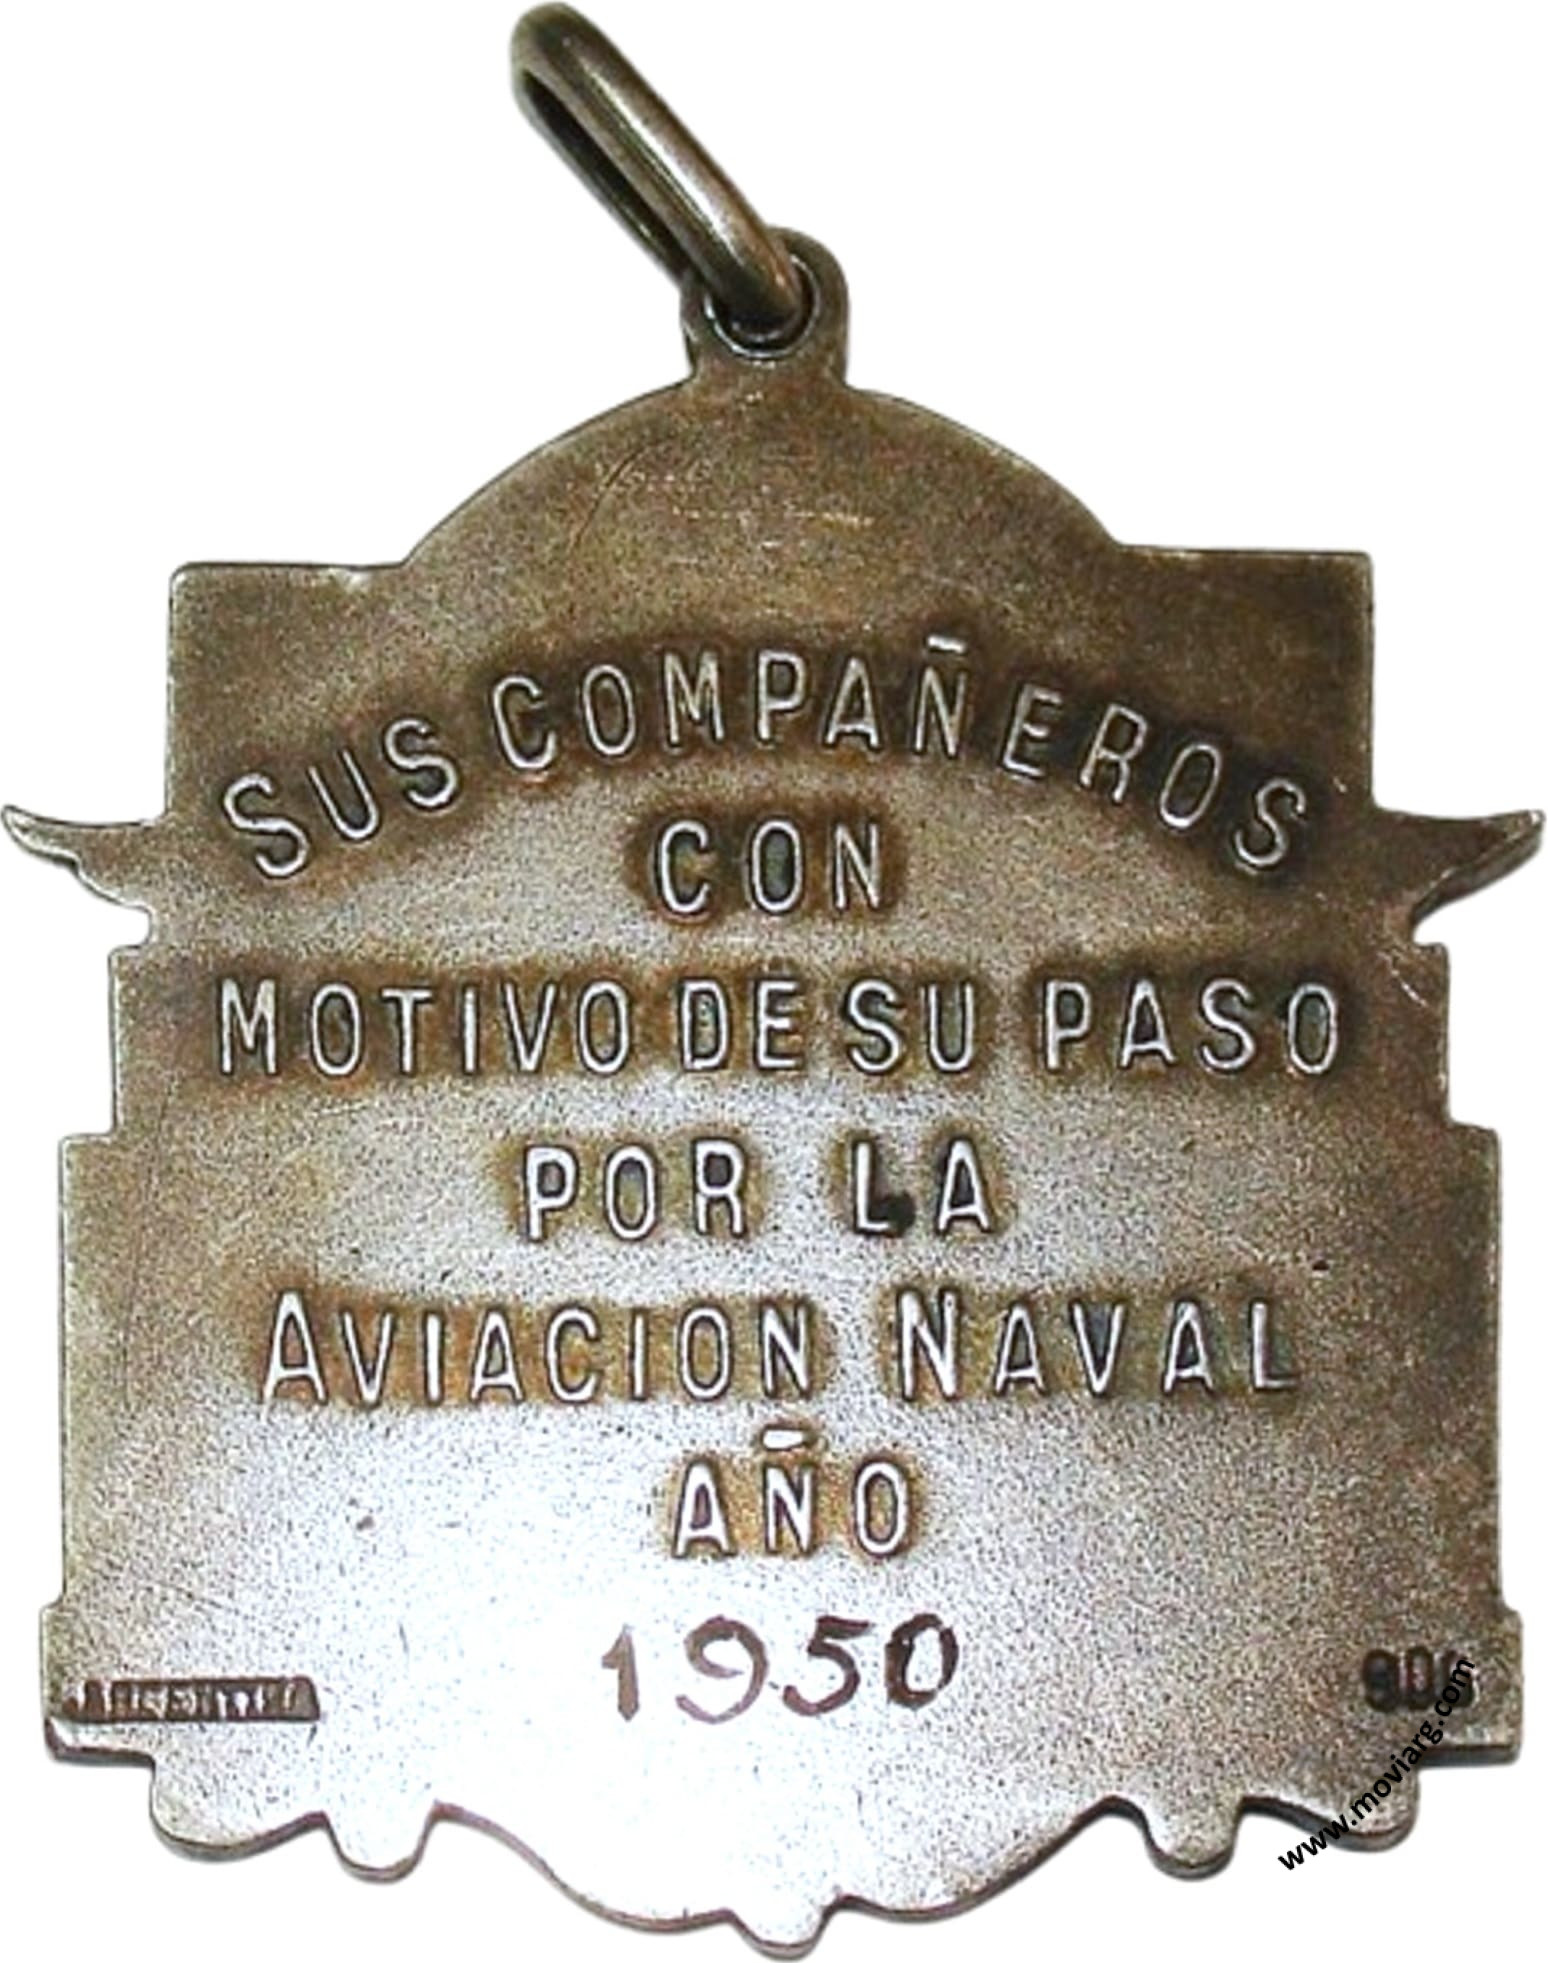 SUS COMPAÑEROS
CON
MOTIVO DE SU PASO
POR LA
AVIACION NAVAL
AÑO
1950
www.moviarg.com